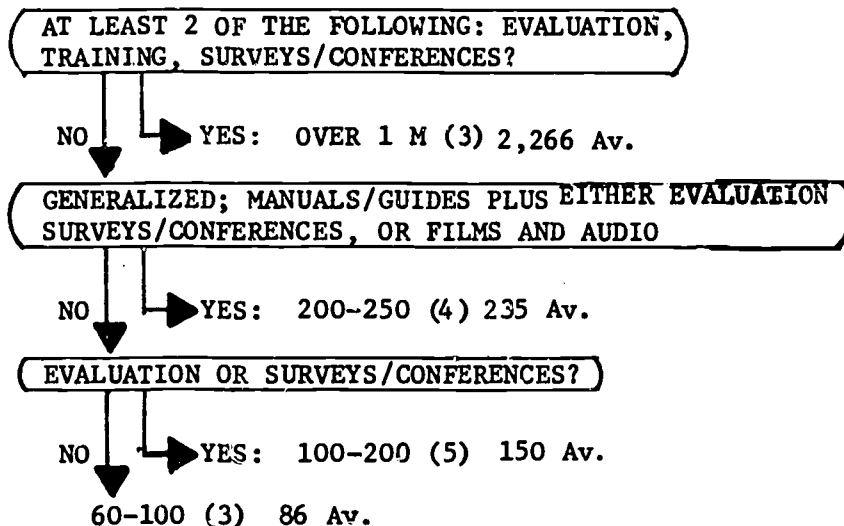 AT LEAST 2 OF THE FOLLOWING: EVALUATION,
TRAINING, SURVEYS/CONFERENCES?
NO YES: OVER 1 M (3) 2,266 Av.
GENERALIZED; MANUALS/GUIDES PLUS EITHER EVALUATION
SURVEYS/CONFERENCES, OR FILMS AND AUDIO
NO YES: 200-250 (4) 235 Av.
EVALUATION OR SURVEYS/CONFERENCES?
NO YES: 100-200 (5) 150 Av.
60-100 (3) 86 Av.